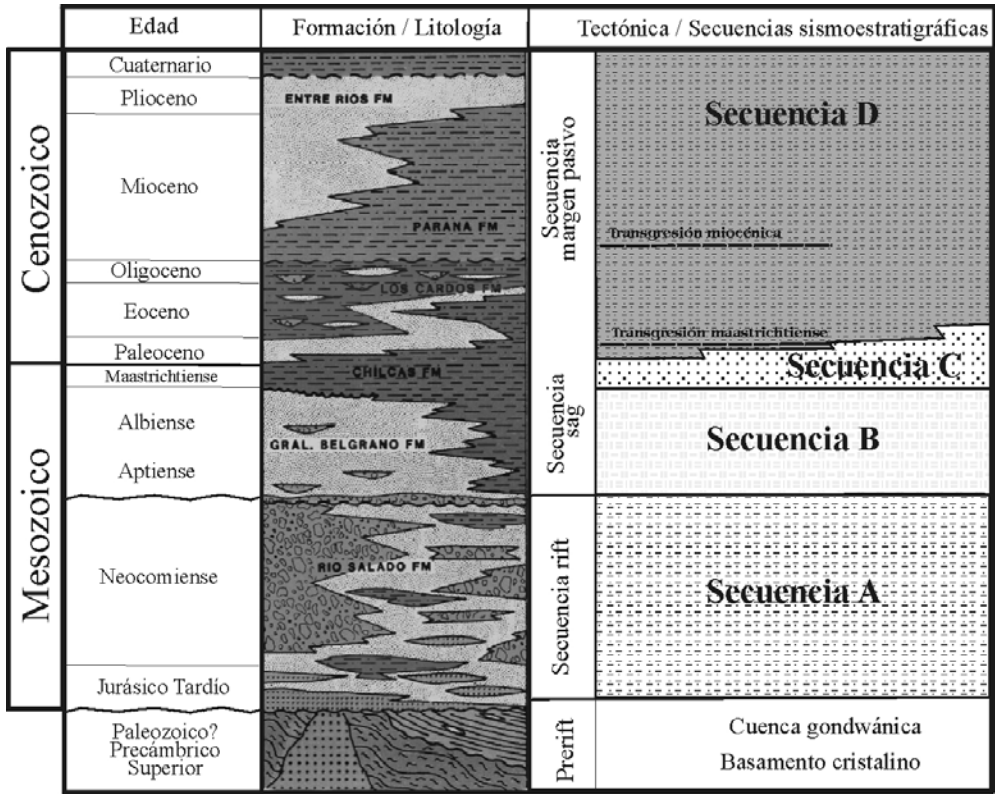 Edad
Formación / Litología
Tectónica / Secuencias sismoestratigráficas
Cenozoico
Mesozoico
Cuaternario
Plioceno
Mioceno
Oligoceno
Eoceno
Paleoceno
Maastrichtiense
Albiense
Aptiense
Neocomiense
Jurásico Tardío
Paleozoico?
Precámbrico
Superior
ENTRE RIOS FM
PARANA FM
LOS CARDOS FM
CHILCAS FM
GRAL. BELGRANO FM
RIO SALADO FM
Secuencia
margen pasivo
Secuencia
sag
Secuencia rift
Prerift
Secuencia D
Transgresión miocénica
Transgresión maastrichtiense
Secuencia C
Secuencia B
Secuencia A
Cuenca gondwánica
Basamento cristalino